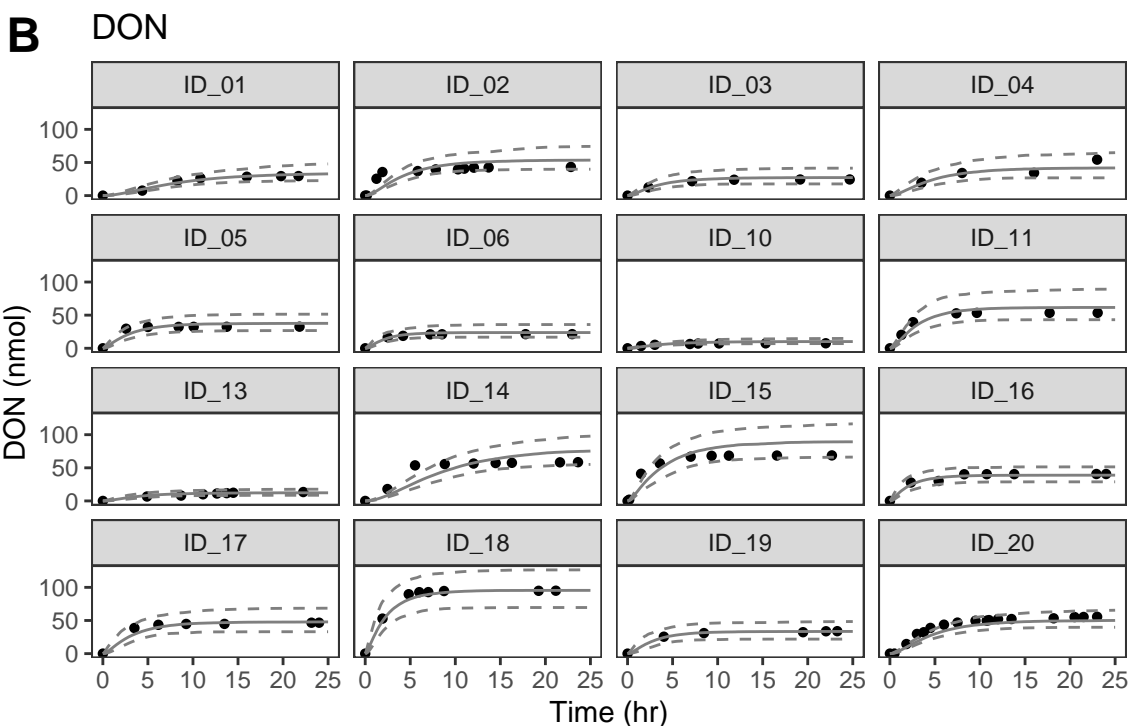 B DON
ID_01 ID_02 ID_03 ID_04
100
50
0
ID_05 ID_06 ID_10 ID_11
100
50
0
ID_13 ID_14 ID_15 ID_16
100
50
0
ID_17 ID_18 ID_19 ID_20
100
50
0
0 5 10 15 20 25 0 5 10 15 20 25 0 5 10 15 20 25 0 5 10 15 20 25
Time (hr)
DON (nmol)